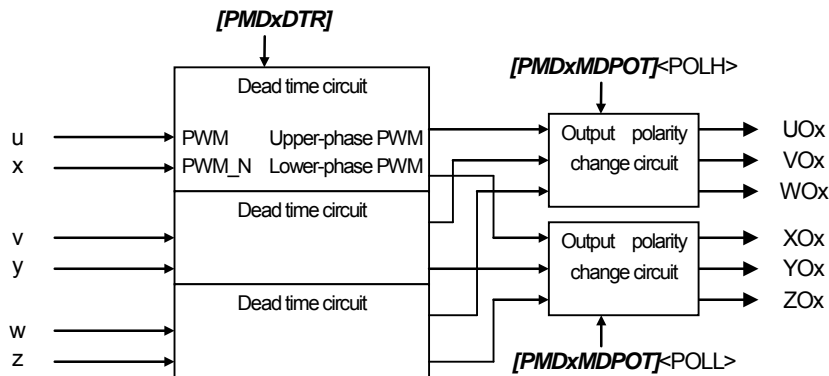 [PMDxDTR]
Dead time circuit
[PMDxMDPOT]<POLH>
u
PWM
Upper-phase PWM
Output polarity
change circuit
UOx
x
PWM_N
Lower-phase PWM
VOx
WOx
Dead time circuit
v
y
Output polarity
change circuit
XOx
YOx
ZOx
Dead time circuit
w
z
[PMDxMDPOT]<POLL>